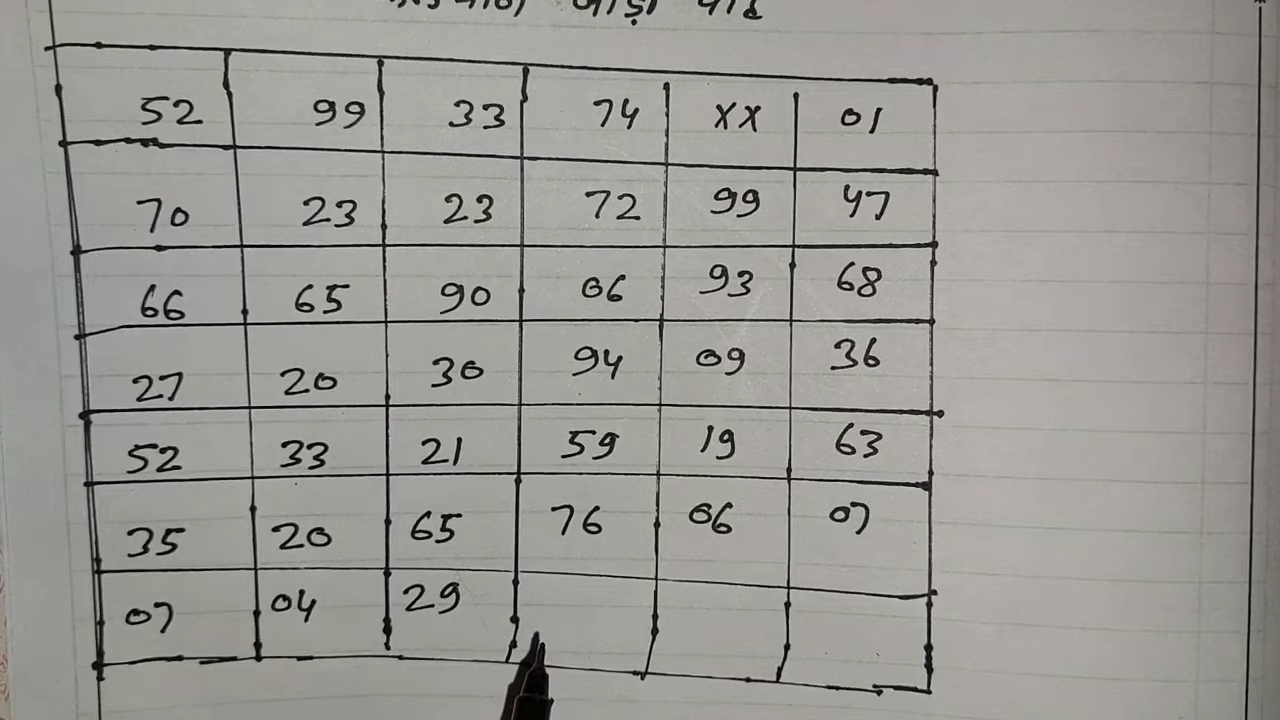 52 99 33 74 XX 01
70 23 23 72 99 47
66 65 90 06 93 68
27 20 30 94 09 36
52 33 21 59 19 63
35 20 65 76 06 07
07 04 29